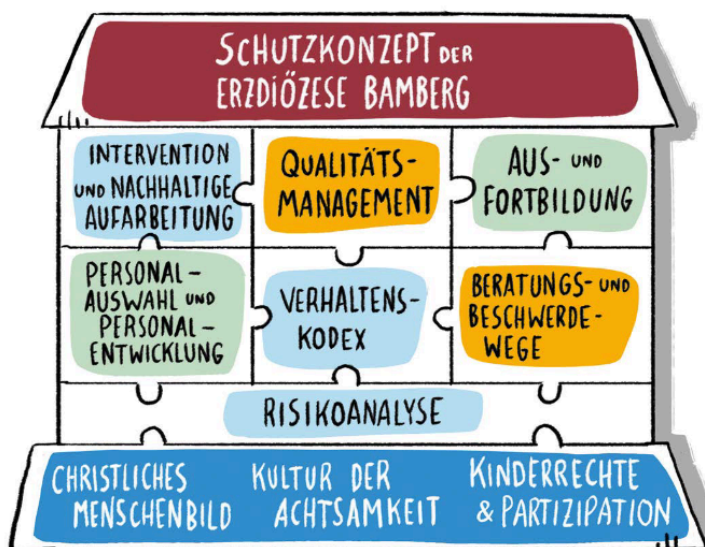 SCHUTZKONZEPT DER
ERZDIÖZESE BAMBERG
INTERVENTION
UND NACHHALTIGE
AUFARBEITUNG
QUALITÄTS-
MANAGEMENT
AUS- UND
FORTBILDUNG
PERSONAL-
AUSWAHL UND
PERSONAL-
ENTWICKLUNG
VERHALTENS-
KODEX
BERATUNGS- UND
BESCHWERDE-
WEGE
RISIKOANALYSE
CHRISTLICHES
MENSCHENBILD
KULTUR DER
ACHTSAMKEIT
KINDERRECHTE
& PARTIZIPATION